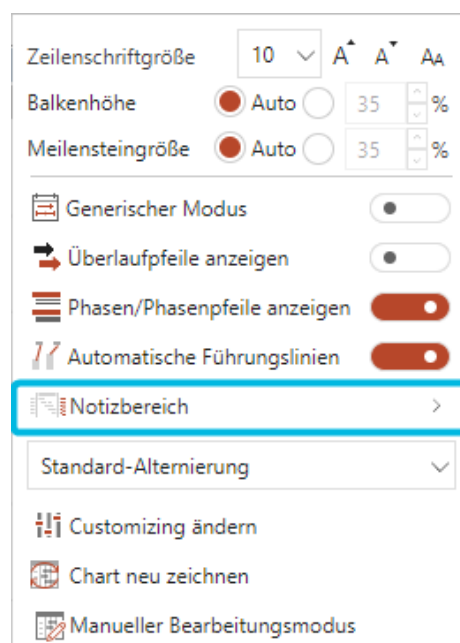 Zeilenschriftgröße 10 A A AA
Balkenhöhe Auto 35 %
Meilensteingröße Auto 35 %
Generischer Modus
Überlaufpfeile anzeigen
Phasen/Phasenpfeile anzeigen
Automatische Führungslinien
Notizbereich
Standard-Alternierung
Customizing ändern
Chart neu zeichnen
Manueller Bearbeitungsmodus